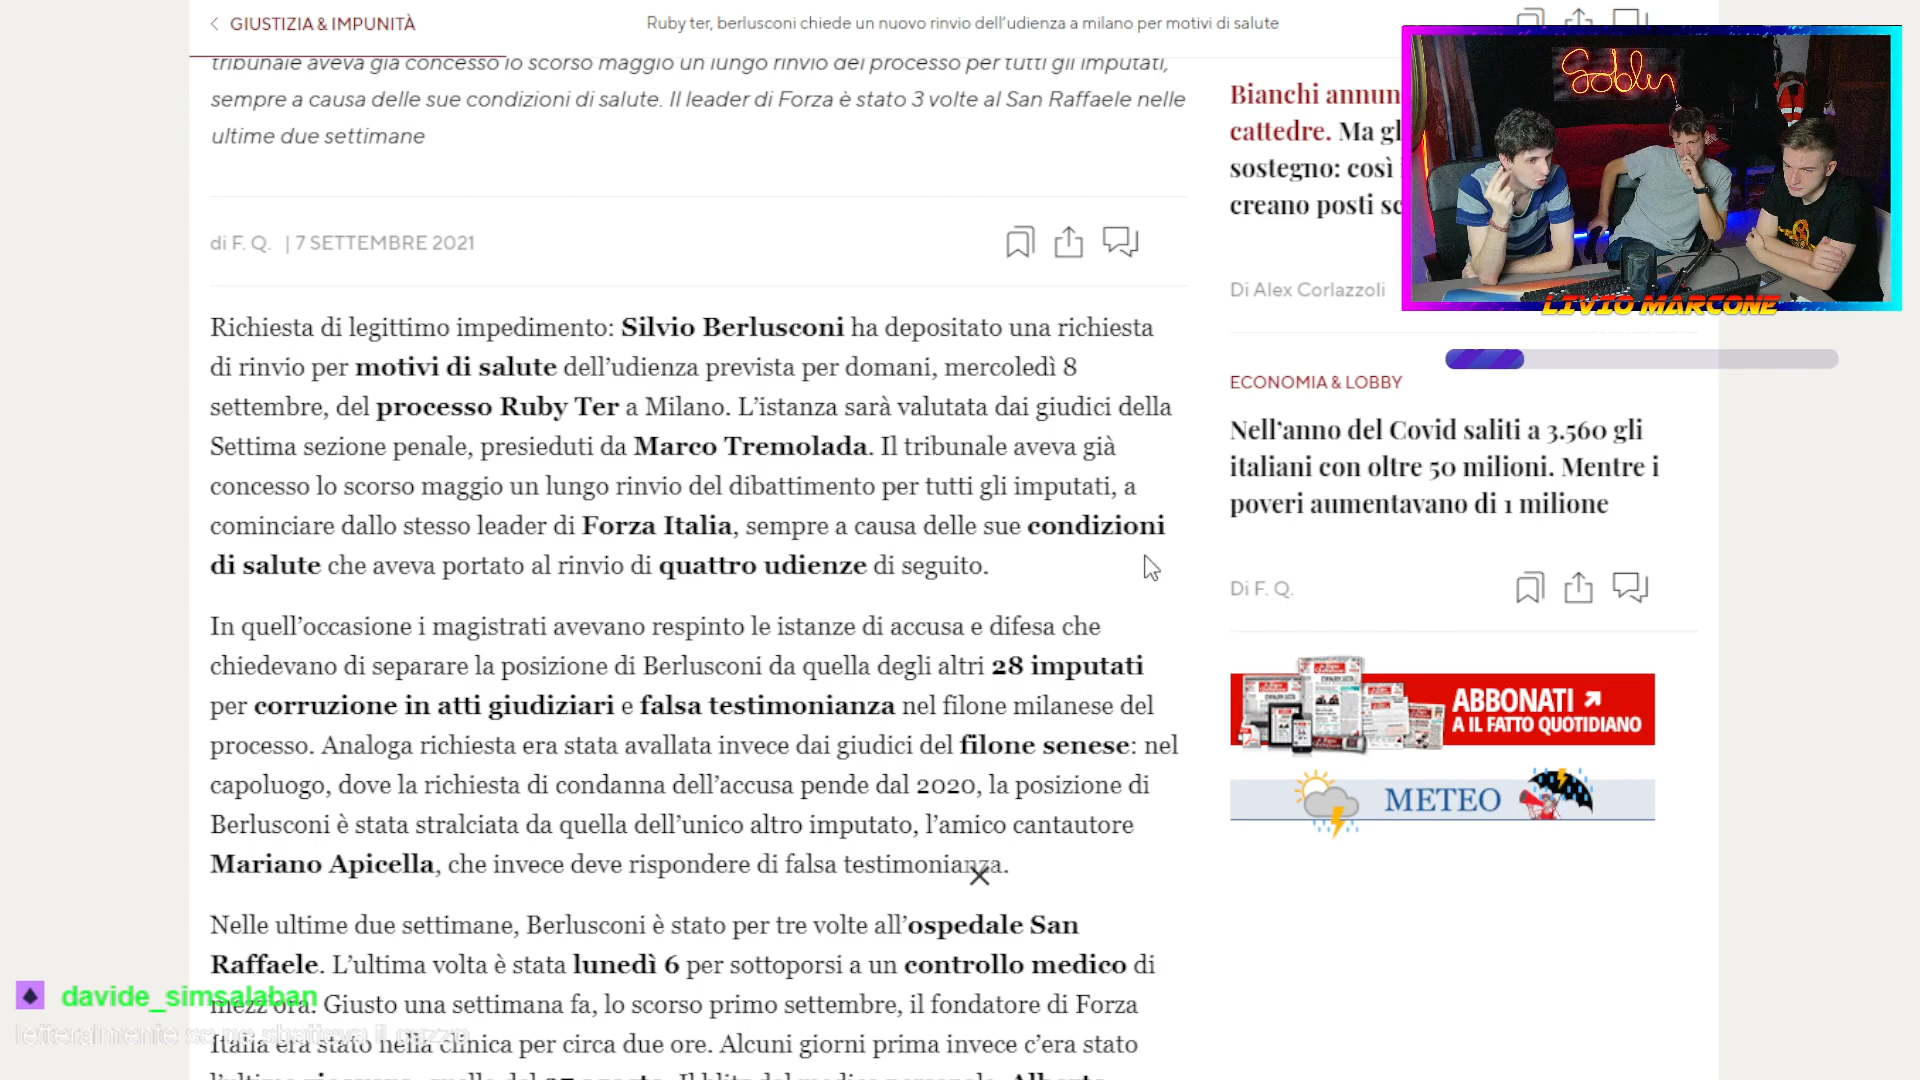 GIUSTIZIA & IMPUNITÀ
Ruby ter, berlusconi chiede un nuovo rinvio dell'udienza a milano per motivi di salute
tribunale aveva già concesso lo scorso maggio un lungo rinvio del processo per tutti gli imputati,
sempre a causa delle sue condizioni di salute. Il leader di Forza è stato 3 volte al San Raffaele nelle
ultime due settimane
di F. Q. | 7 SETTEMBRE 2021
Richiesta di legittimo impedimento: Silvio Berlusconi ha depositato una richiesta
di rinvio per motivi di salute dell'udienza prevista per domani, mercoledì 8
settembre, del processo Ruby Ter a Milano. L'istanza sarà valutata dai giudici della
Settima sezione penale, presieduti da Marco Tremolada. Il tribunale aveva già
concesso lo scorso maggio un lungo rinvio del dibattimento per tutti gli imputati, a
cominciare dallo stesso leader di Forza Italia, sempre a causa delle sue condizioni
di salute che aveva portato al rinvio di quattro udienze di seguito.
In quell'occasione i magistrati avevano respinto le istanze di accusa e difesa che
chiedevano di separare la posizione di Berlusconi da quella degli altri 28 imputati
per corruzione in atti giudiziari e falsa testimonianza nel filone milanese del
processo. Analoga richiesta era stata avallata invece dai giudici del filone senese: nel
capoluogo, dove la richiesta di condanna dell'accusa pende dal 2020, la posizione di
Berlusconi è stata stralciata da quella dell'unico altro imputato, l'amico cantautore
Mariano Apicella, che invece deve rispondere di falsa testimonianza.
Nelle ultime due settimane, Berlusconi è stato per tre volte all'ospedale San
Raffaele. L'ultima volta è stata lunedì 6 per sottoporsi a un controllo medico di
mezz'ora. Giusto una settimana fa, lo scorso primo settembre, il fondatore di Forza
Italia era stato nella clinica per circa due ore. Alcuni giorni prima invece c'era stato
davide_simsalaban
letteralmente se ne sbatteva il cazzo
Bianchi annun
cattedre. Ma gl
sostegno: così
creano posti sc
Di Alex Corlazzoli
Goblin
LIVIO MARCONE
ECONOMIA & LOBBY
Nell'anno del Covid saliti a 3.560 gli
italiani con oltre 50 milioni. Mentre i
poveri aumentavano di 1 milione
Di F. Q.
ABBONATI
A IL FATTO QUOTIDIANO
METEO